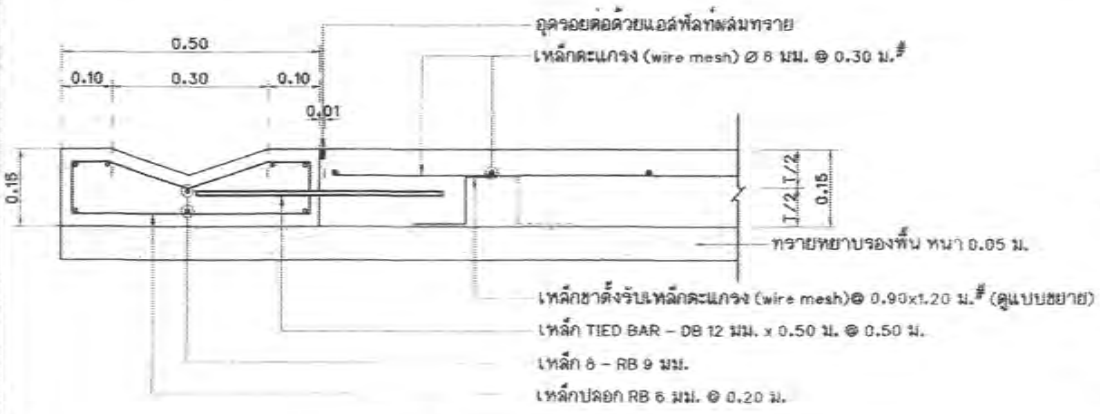 อุดรอยต่อด้วยแอสฟัลท์ผสมทราย
เหล็กตะแกรง (wire mesh) Ø 6 มม. @ 0.30 ม.#
0.50
0.10 0.30 0.10
0.01
0.15
T/2 T/2
0.15
ทรายหยาบรองพื้น หนา 0.05 ม.
เหล็กขาตั้งรับเหล็กตะแกรง (wire mesh)@ 0.90x1.20 ม.# (ดูแบบขยาย)
เหล็ก TIED BAR - DB 12 มม. x 0.50 ม. @ 0.50 ม.
เหล็ก 8 - RB 9 มม.
เหล็กปลอก RB 6 มม. @ 0.20 ม.